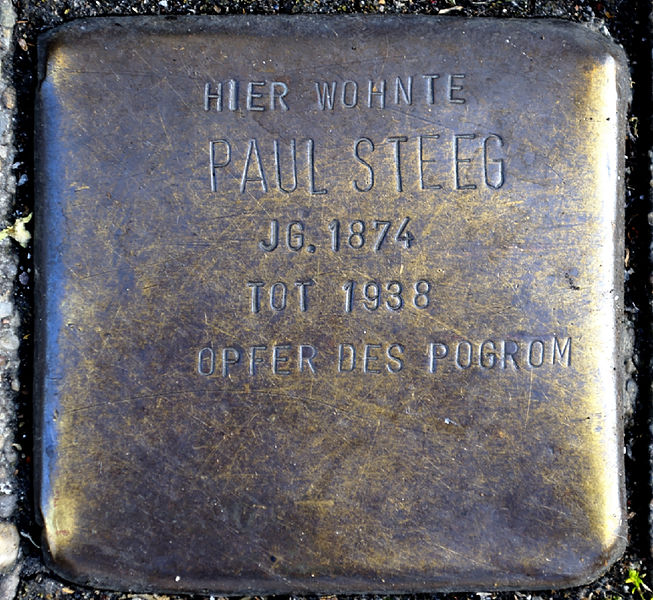 HIER WOHNTE
PAUL STEEG
JG. 1874
TOT 1938
OPFER DES POGROM